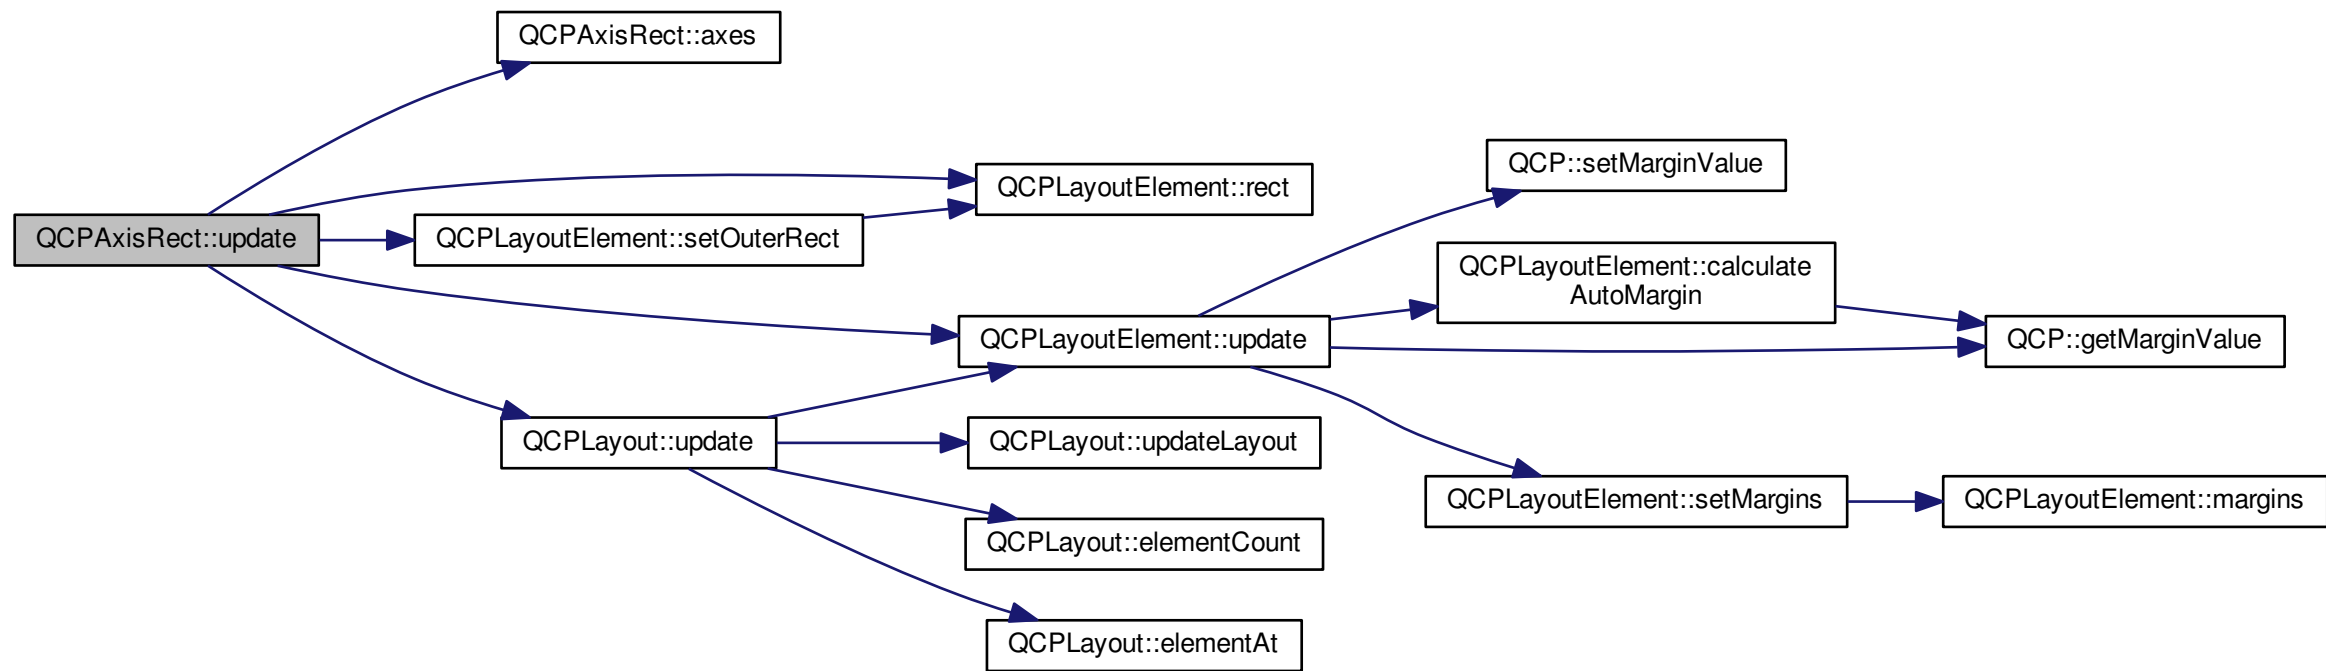 QCPAxisRect::update
QCPAxisRect::axes
QCPLayoutElement::rect
QCPLayoutElement::setOuterRect
QCPLayoutElement::update
QCPLayout::update
QCPLayout::updateLayout
QCPLayout::elementCount
QCPLayout::elementAt
QCP::setMarginValue
QCPLayoutElement::calculate
AutoMargin
QCP::getMarginValue
QCPLayoutElement::setMargins
QCPLayoutElement::margins